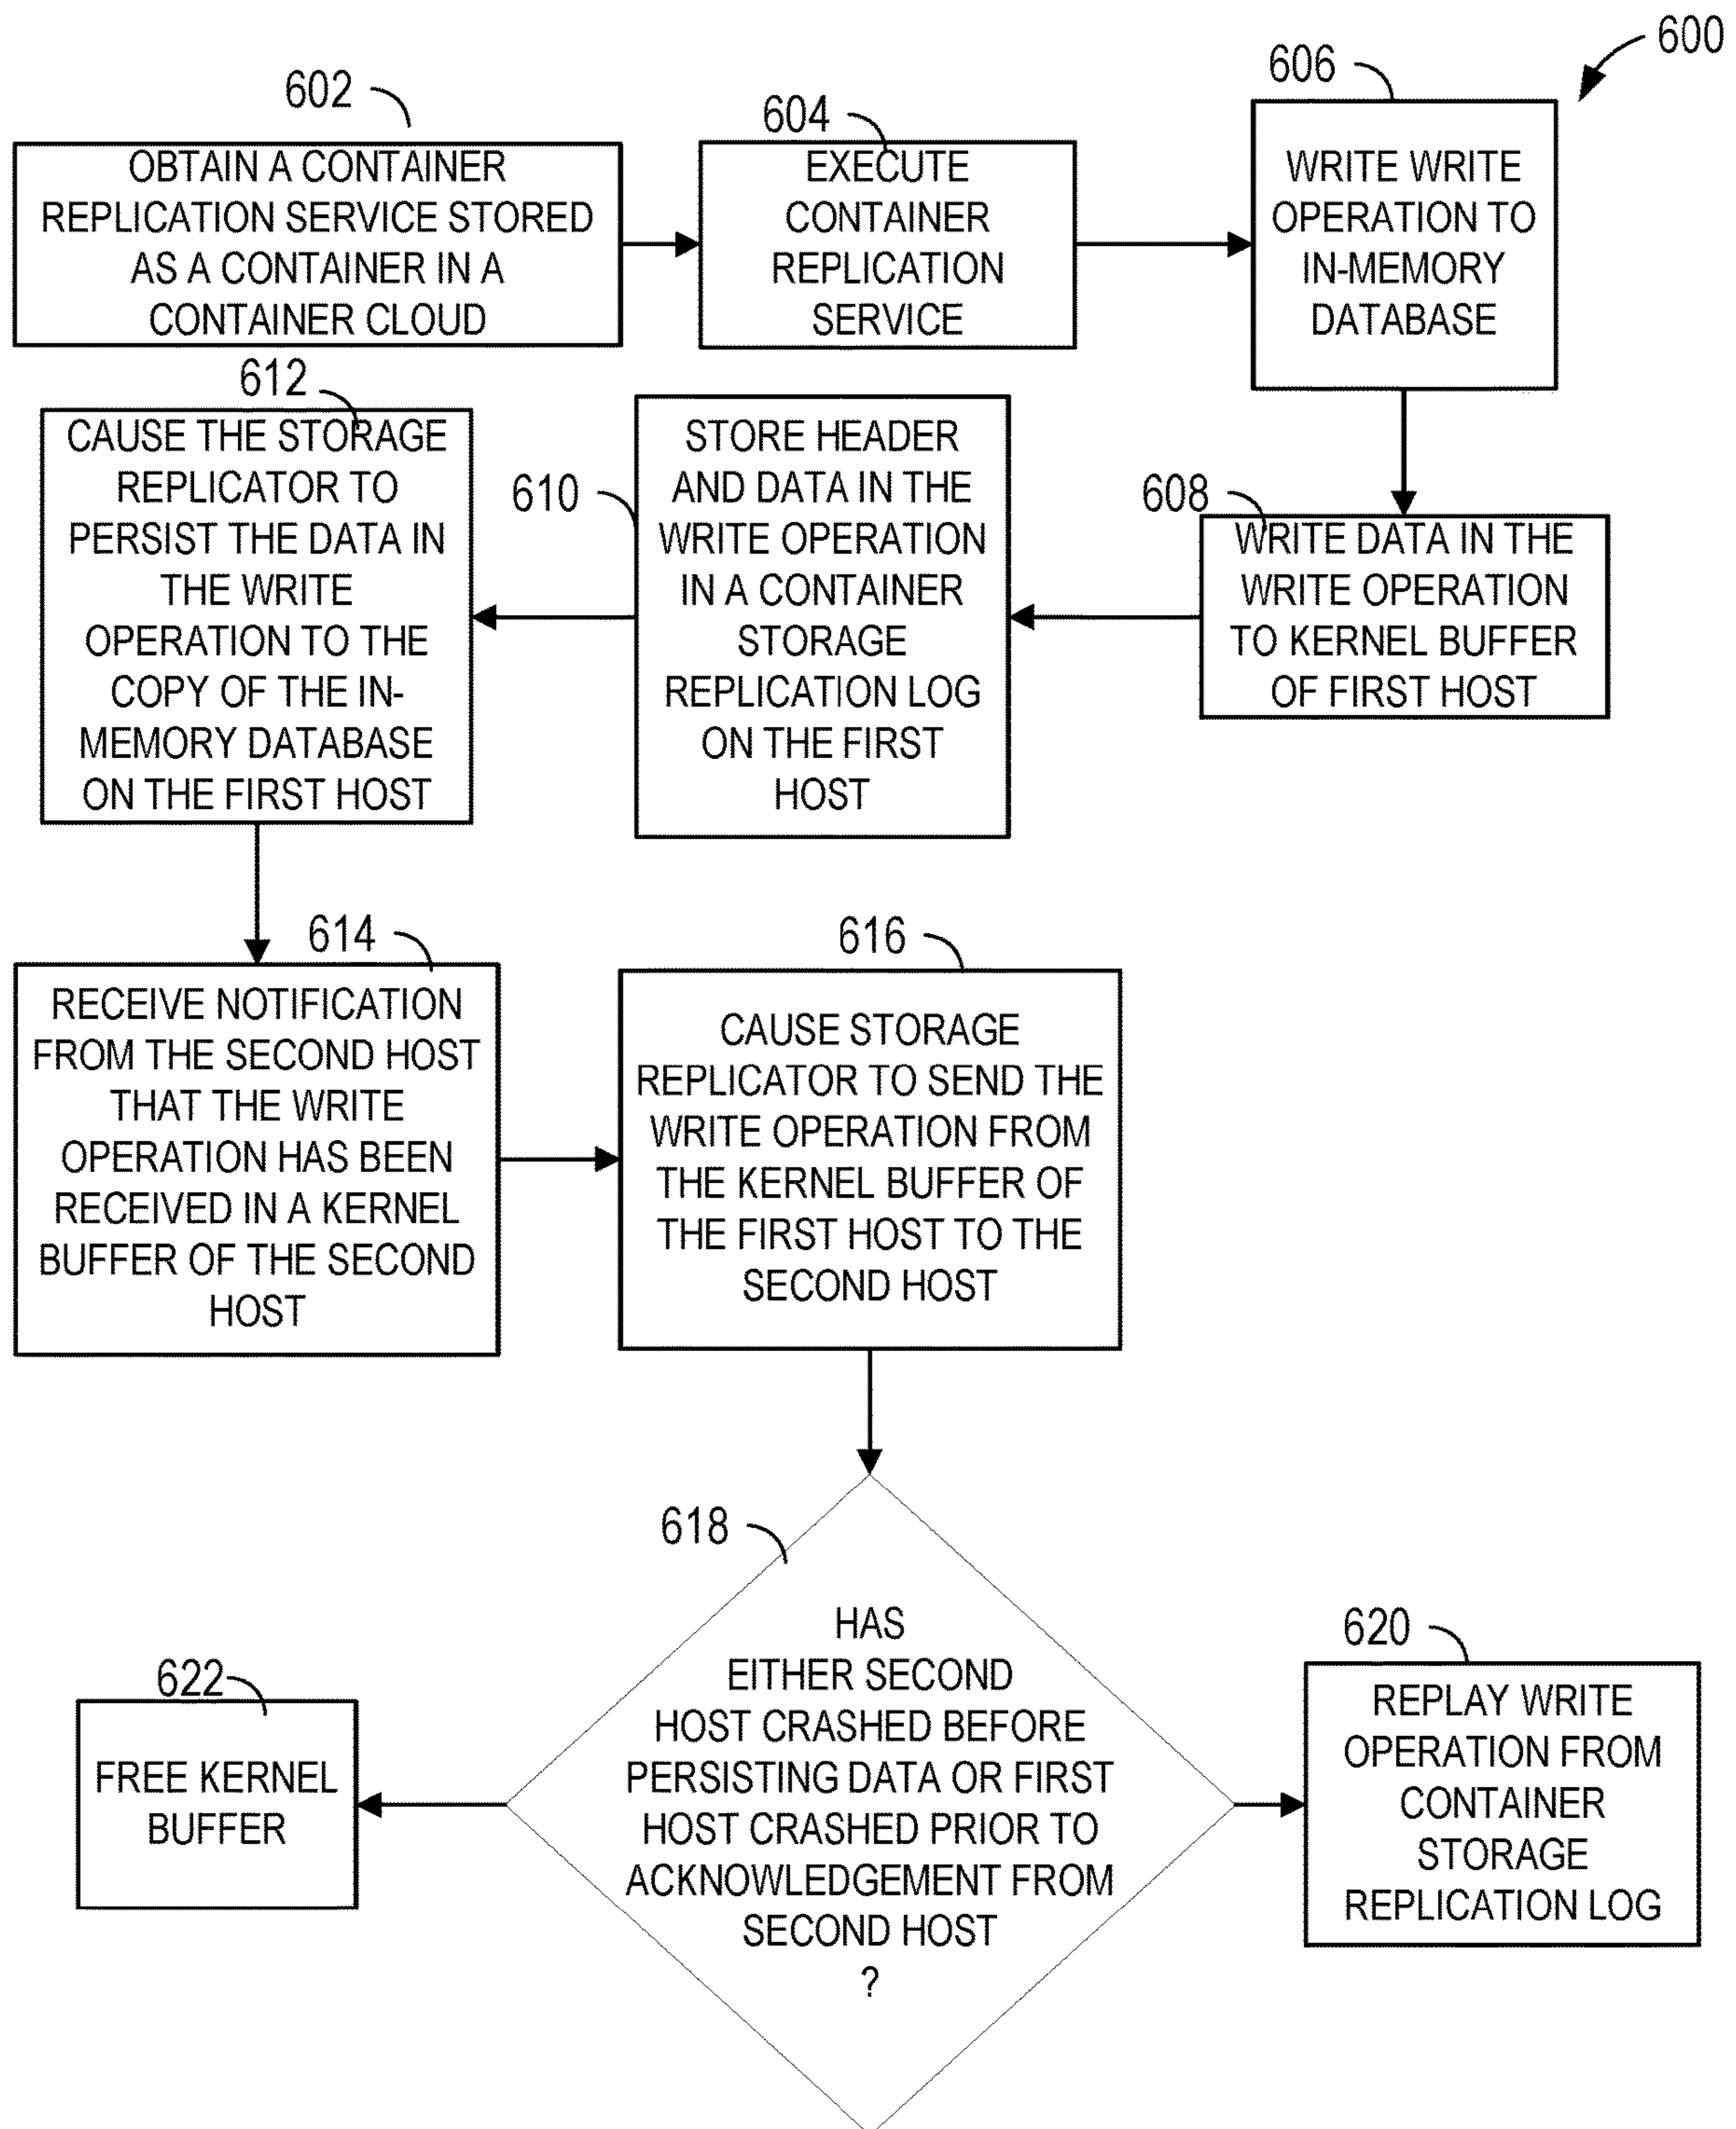 600
602
OBTAIN A CONTAINER
REPLICATION SERVICE STORED
AS A CONTAINER IN A
CONTAINER CLOUD
604
EXECUTE
CONTAINER
REPLICATION
SERVICE
606
WRITE WRITE
OPERATION TO
IN-MEMORY
DATABASE
608
WRITE DATA IN THE
WRITE OPERATION
TO KERNEL BUFFER
OF FIRST HOST
610
STORE HEADER
AND DATA IN THE
WRITE OPERATION
IN A CONTAINER
STORAGE
REPLICATION LOG
ON THE FIRST
HOST
612
CAUSE THE STORAGE
REPLICATOR TO
PERSIST THE DATA IN
THE WRITE
OPERATION TO THE
COPY OF THE IN-
MEMORY DATABASE
ON THE FIRST HOST
614
RECEIVE NOTIFICATION
FROM THE SECOND HOST
THAT THE WRITE
OPERATION HAS BEEN
RECEIVED IN A KERNEL
BUFFER OF THE SECOND
HOST
616
CAUSE STORAGE
REPLICATOR TO SEND THE
WRITE OPERATION FROM
THE KERNEL BUFFER OF
THE FIRST HOST TO THE
SECOND HOST
618
HAS
EITHER SECOND
HOST CRASHED BEFORE
PERSISTING DATA OR FIRST
HOST CRASHED PRIOR TO
ACKNOWLEDGEMENT FROM
SECOND HOST
?
620
REPLAY WRITE
OPERATION FROM
CONTAINER
STORAGE
REPLICATION LOG
622
FREE KERNEL
BUFFER